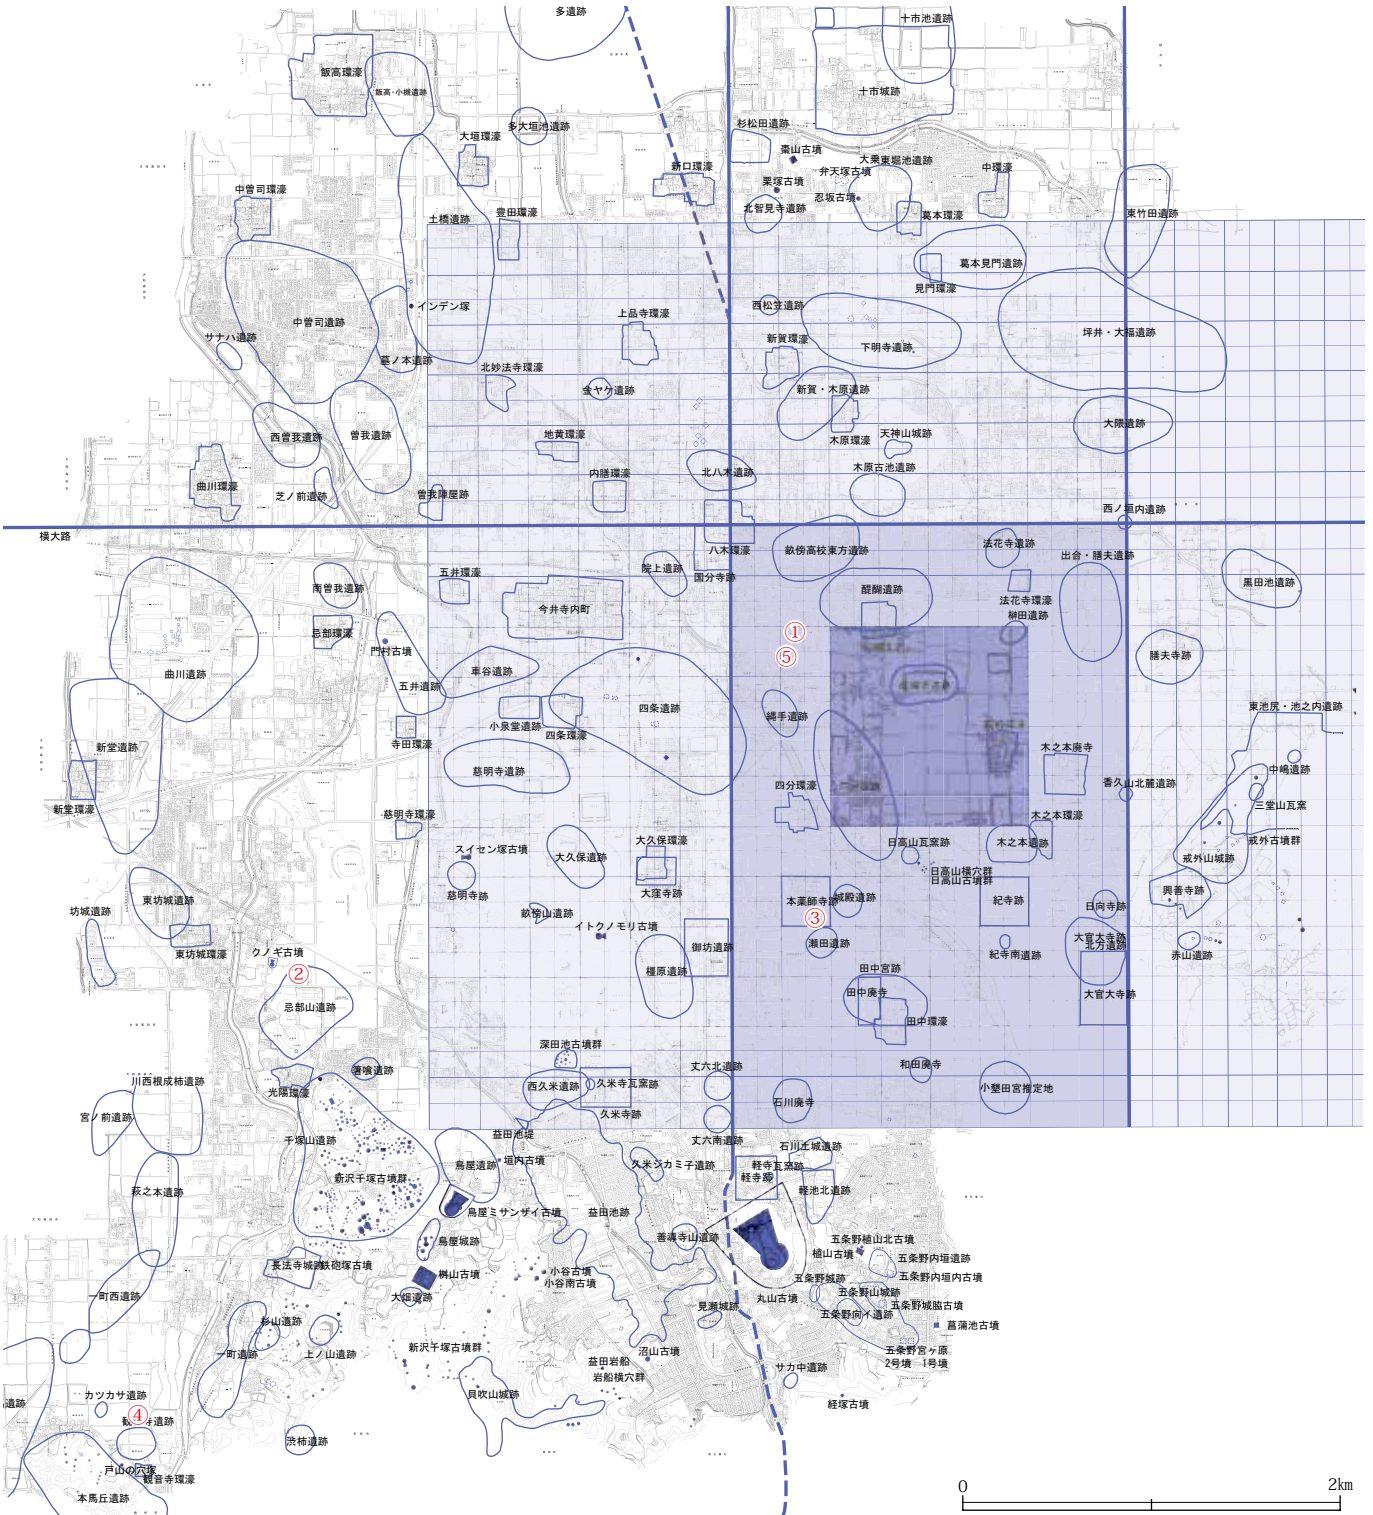 多遺跡
十市池遺跡
飯高環濠
飯高・小槻遺跡
十市城跡
多大垣池遺跡
杉松田遺跡
大垣環濠
棗山古墳
大乗東堀池遺跡
弁天塚古墳
新口環濠
中環濠
栗塚古墳
中曽司環濠
忍坂古墳
北智見寺遺跡
豊田環濠
土橋遺跡
葛本環濠
東竹田遺跡
葛本見門遺跡
見門環濠
インデン塚
西松笠遺跡
上品寺環濠
中曽司遺跡
坪井・大福遺跡
サナハ遺跡
新賀環濠
下明寺遺跡
墓ノ本遺跡
北妙法寺環濠
金ヤケ遺跡
新賀・木原遺跡
大隈遺跡
西曽我遺跡
曽我遺跡
地黄環濠
木原環濠
天神山城跡
北八木遺跡
内膳環濠
木原古池遺跡
曲川環濠
芝ノ前遺跡
曽我陣屋跡
西ノ垣内遺跡
横大路
八木環濠
畝傍高校東方遺跡
法花寺遺跡
出合・膳夫遺跡
院上遺跡
国分寺跡
五井環濠
南曽我遺跡
醍醐遺跡
法花寺環濠
黒田池遺跡
今井寺内町
榊田遺跡
忌部環濠
①
門村古墳
⑤
膳夫寺跡
車谷遺跡
曲川遺跡
五井遺跡
四条遺跡
縄手遺跡
東池尻・池之内遺跡
小泉堂遺跡
四条環濠
寺田環濠
新堂遺跡
木之本廃寺
慈明寺遺跡
中嶋遺跡
四分環濠
香久山北麓遺跡
新堂環濠
三堂山瓦窯
慈明寺環濠
木之本環濠
スイセン塚古墳
大久保環濠
日高山瓦窯跡
木之本遺跡
戒外古墳群
大久保遺跡
戒外山城跡
日高山横穴群
日高山古墳群
慈明寺跡
大窪寺跡
興善寺跡
東坊城遺跡
本薬師寺跡
城殿遺跡
紀寺跡
日向寺跡
坊城遺跡
畝傍山遺跡
③
イトクノモリ古墳
大官大寺跡
北方遺跡
東坊城環濠
クノギ古墳
御坊遺跡
瀬田遺跡
紀寺南遺跡
赤山遺跡
②
橿原遺跡
田中宮跡
田中廃寺
大官大寺跡
忌部山遺跡
田中環濠
深田池古墳群
箸喰遺跡
丈六北遺跡
和田廃寺
川西根成柿遺跡
光陽環濠
西久米遺跡
久米寺瓦窯跡
小墾田宮推定地
石川廃寺
宮ノ前遺跡
久米寺跡
千塚山遺跡
益田池堤
丈六南遺跡
石川土城遺跡
鳥屋遺跡
垣内古墳
久米ジカミ子遺跡
軽寺瓦窯跡
軽寺跡
新沢千塚古墳群
萩之本遺跡
軽池北遺跡
鳥屋ミサンザイ古墳
益田池跡
鳥屋城跡
善壇寺山遺跡
五条野植山北古墳
植山古墳
五条野内垣遺跡
長法寺城跡
鉄砲塚古墳
桝山古墳
小谷古墳
小谷南古墳
五条野城跡
五条野内垣内古墳
一町西遺跡
大畑遺跡
丸山古墳
五条野山城跡
見瀬城跡
五条野城脇古墳
杉山遺跡
五条野向イ遺跡
菖蒲池古墳
一町遺跡
上ノ山遺跡
新沢千塚古墳群
沼山古墳
五条野宮ヶ原
2号墳 1号墳
益田岩船
岩船横穴群
サカ中遺跡
カツカサ遺跡
貝吹山城跡
経塚古墳
遺跡
④
渋柿遺跡
戸山の穴塚
観音寺環濠
本馬丘遺跡
0 2km